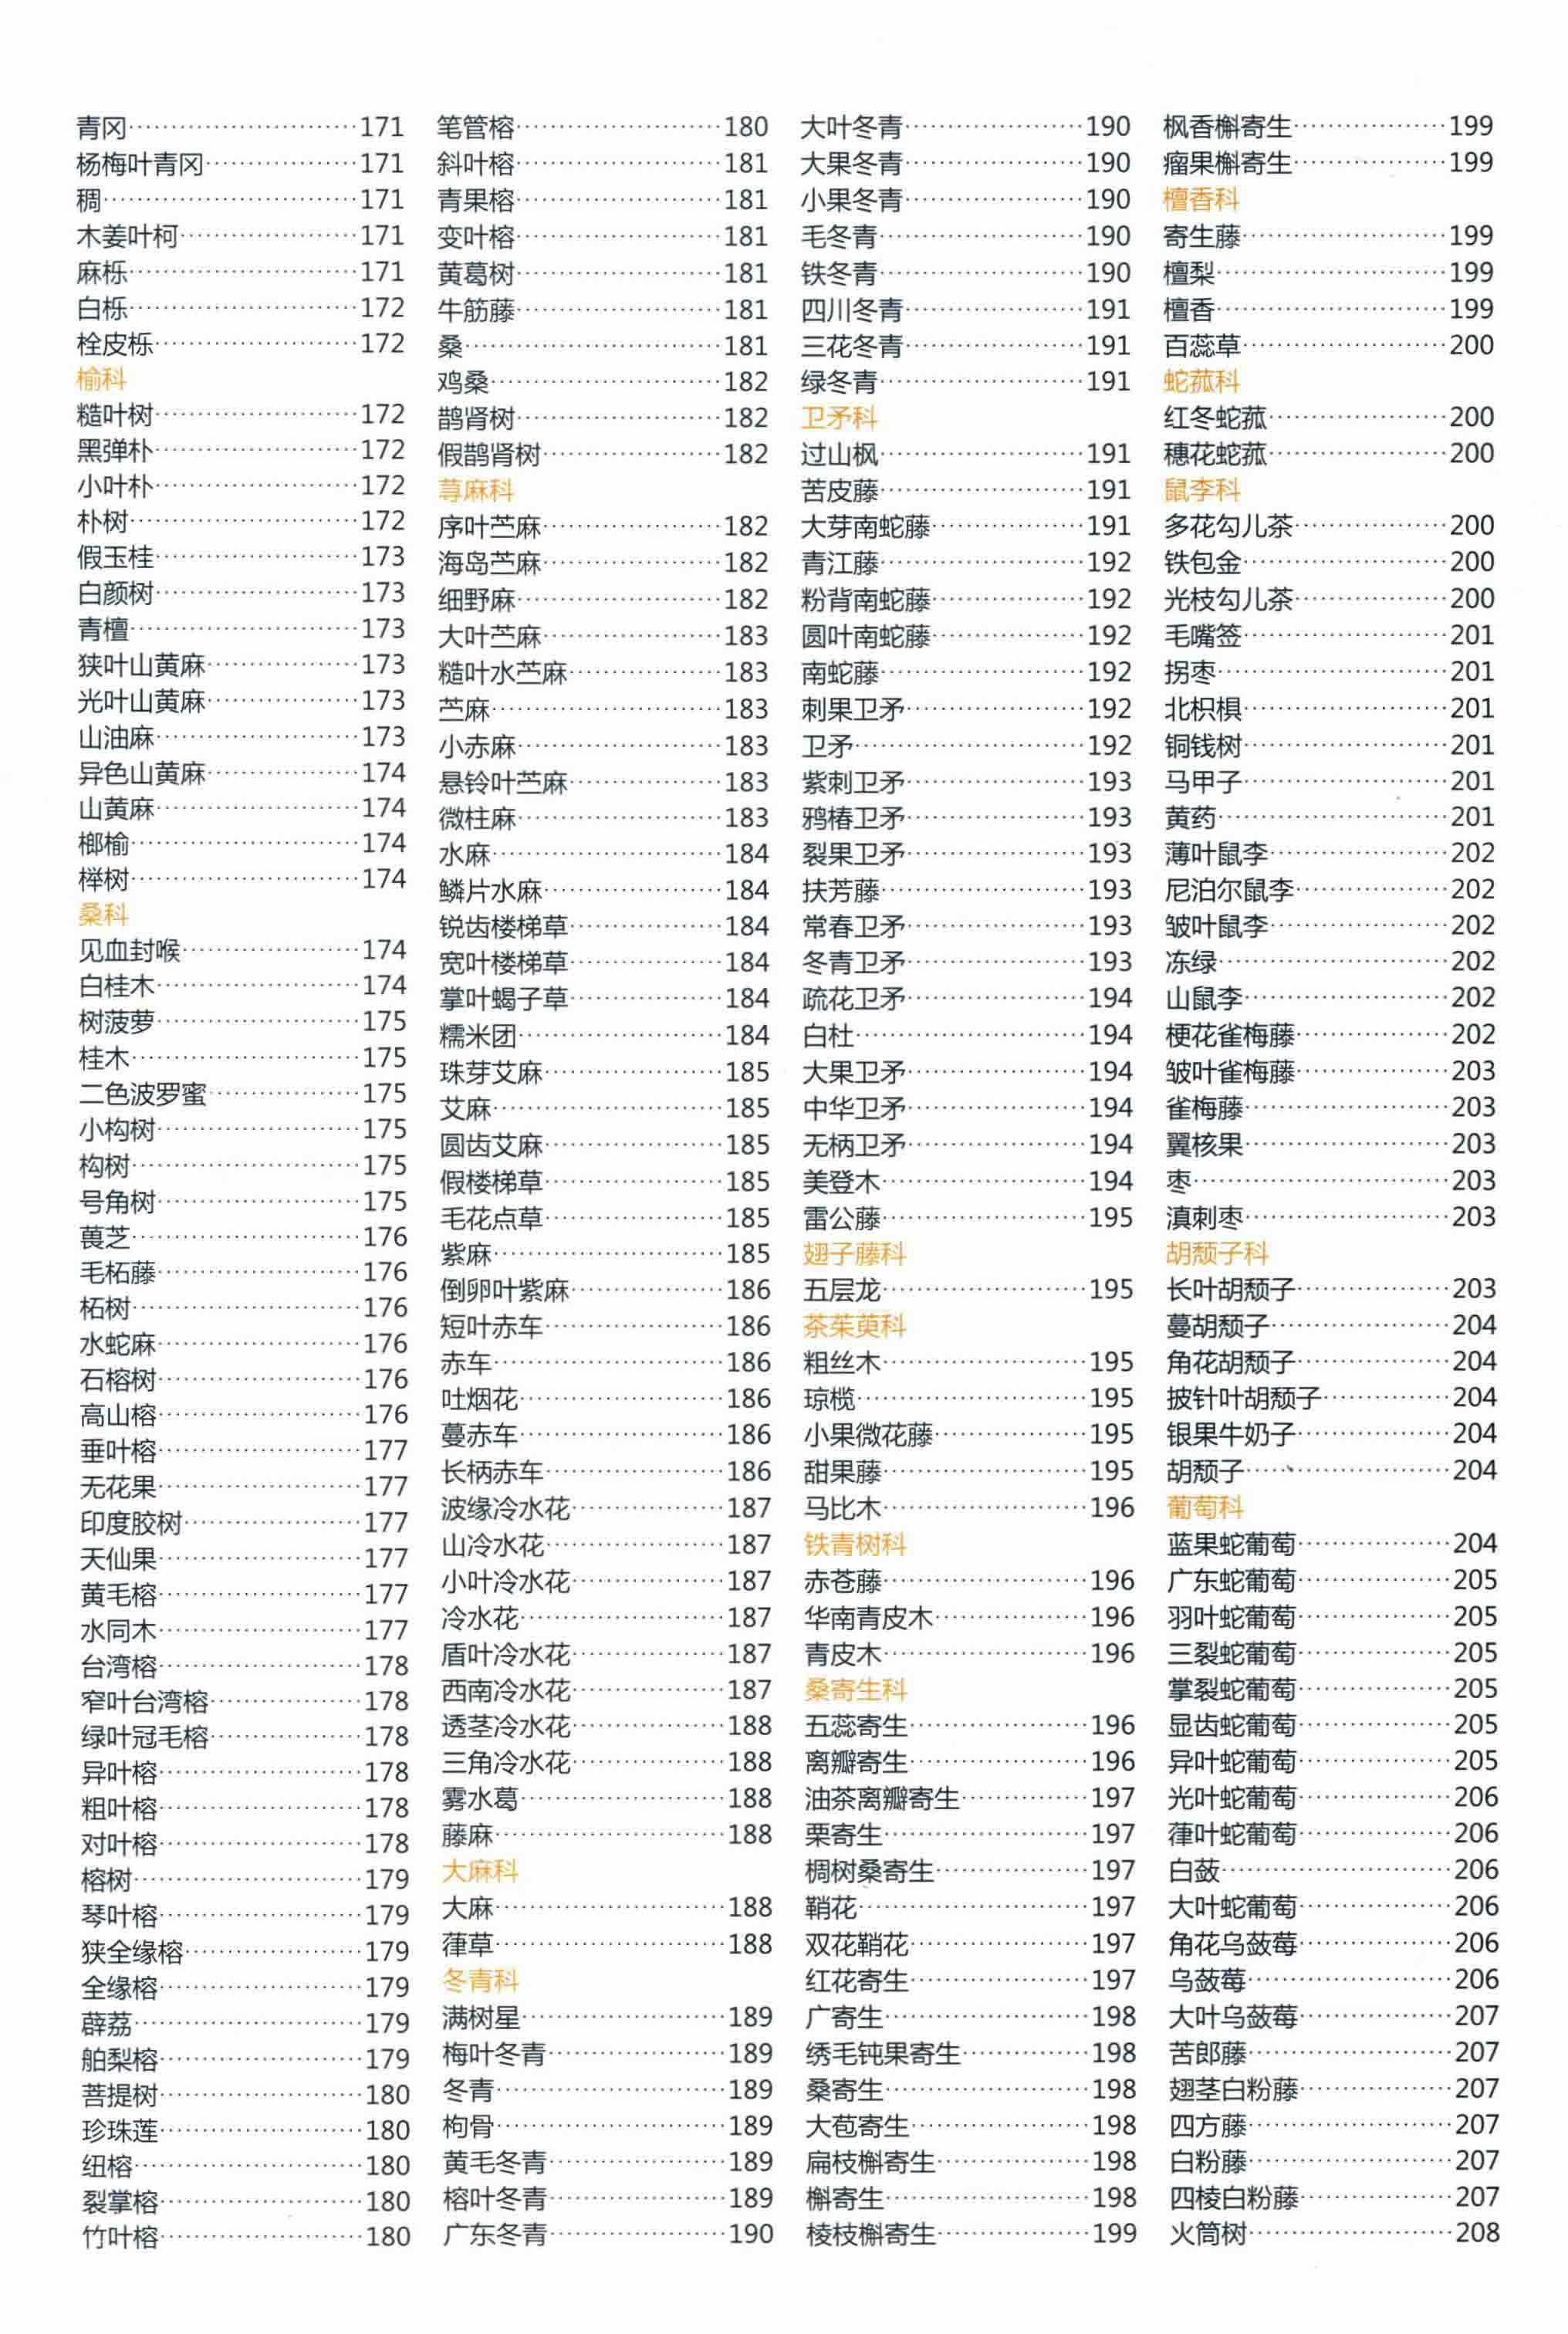 青冈 171
杨梅叶青冈 171
稠 171
木姜叶柯 171
麻栎 171
白栎 172
栓皮栎 172
榆科
糙叶树 172
黑弹朴 172
小叶朴 172
朴树 172
假玉桂 173
白颜树 173
青檀 173
狭叶山黄麻 173
光叶山黄麻 173
山油麻 173
异色山黄麻 174
山黄麻 174
榔榆 174
榉树 174
桑科
见血封喉 174
白桂木 174
树菠萝 175
桂木 175
二色波罗蜜 175
小构树 175
构树 175
号角树 175
葨芝 176
毛柘藤 176
柘树 176
水蛇麻 176
石榕树 176
高山榕 176
垂叶榕 177
无花果 177
印度胶树 177
天仙果 177
黄毛榕 177
水同木 177
台湾榕 178
窄叶台湾榕 178
绿叶冠毛榕 178
异叶榕 178
粗叶榕 178
对叶榕 178
榕树 179
琴叶榕 179
狭全缘榕 179
全缘榕 179
薜荔 179
舶梨榕 179
菩提树 180
珍珠莲 180
纽榕 180
裂掌榕 180
竹叶榕 180
笔管榕 180
斜叶榕 181
青果榕 181
变叶榕 181
黄葛树 181
牛筋藤 181
桑 181
鸡桑 182
鹊肾树 182
假鹊肾树 182
荨麻科
序叶苎麻 182
海岛苎麻 182
细野麻 182
大叶苎麻 183
糙叶水苎麻 183
苎麻 183
小赤麻 183
悬铃叶苎麻 183
微柱麻 183
水麻 184
鳞片水麻 184
锐齿楼梯草 184
宽叶楼梯草 184
掌叶蝎子草 184
糯米团 184
珠芽艾麻 185
艾麻 185
圆齿艾麻 185
假楼梯草 185
毛花点草 185
紫麻 185
倒卵叶紫麻 186
短叶赤车 186
赤车 186
吐烟花 186
蔓赤车 186
长柄赤车 186
波缘冷水花 187
山冷水花 187
小叶冷水花 187
冷水花 187
盾叶冷水花 187
西南冷水花 187
透茎冷水花 188
三角冷水花 188
雾水葛 188
藤麻 188
大麻科
大麻 188
葎草 188
冬青科
满树星 189
梅叶冬青 189
冬青 189
枸骨 189
黄毛冬青 189
榕叶冬青 189
广东冬青 190
大叶冬青 190
大果冬青 190
小果冬青 190
毛冬青 190
铁冬青 190
四川冬青 191
三花冬青 191
绿冬青 191
卫矛科
过山枫 191
苦皮藤 191
大芽南蛇藤 191
青江藤 192
粉背南蛇藤 192
圆叶南蛇藤 192
南蛇藤 192
刺果卫矛 192
卫矛 192
紫刺卫矛 193
鸦椿卫矛 193
裂果卫矛 193
扶芳藤 193
常春卫矛 193
冬青卫矛 193
疏花卫矛 194
白杜 194
大果卫矛 194
中华卫矛 194
无柄卫矛 194
美登木 194
雷公藤 195
翅子藤科
五层龙 195
茶茱萸科
粗丝木 195
琼榄 195
小果微花藤 195
甜果藤 195
马比木 196
铁青树科
赤苍藤 196
华南青皮木 196
青皮木 196
桑寄生科
五蕊寄生 196
离瓣寄生 196
油茶离瓣寄生 197
栗寄生 197
椆树桑寄生 197
鞘花 197
双花鞘花 197
红花寄生 197
广寄生 198
绣毛钝果寄生 198
桑寄生 198
大苞寄生 198
扁枝槲寄生 198
槲寄生 198
棱枝槲寄生 199
枫香槲寄生 199
瘤果槲寄生 199
檀香科
寄生藤 199
檀梨 199
檀香 199
百蕊草 200
蛇菰科
红冬蛇菰 200
穗花蛇菰 200
鼠李科
多花勾儿茶 200
铁包金 200
光枝勾儿茶 200
毛嘴签 201
拐枣 201
北枳椇 201
铜钱树 201
马甲子 201
黄药 201
薄叶鼠李 202
尼泊尔鼠李 202
皱叶鼠李 202
冻绿 202
山鼠李 202
梗花雀梅藤 202
皱叶雀梅藤 203
雀梅藤 203
翼核果 203
枣 203
滇刺枣 203
胡颓子科
长叶胡颓子 203
蔓胡颓子 204
角花胡颓子 204
披针叶胡颓子 204
银果牛奶子 204
胡颓子 204
葡萄科
蓝果蛇葡萄 204
广东蛇葡萄 205
羽叶蛇葡萄 205
三裂蛇葡萄 205
掌裂蛇葡萄 205
显齿蛇葡萄 205
异叶蛇葡萄 205
光叶蛇葡萄 206
葎叶蛇葡萄 206
白蔹 206
大叶蛇葡萄 206
角花乌蔹莓 206
乌蔹莓 206
大叶乌蔹莓 207
苦郎藤 207
翅茎白粉藤 207
四方藤 207
白粉藤 207
四棱白粉藤 207
火筒树 208